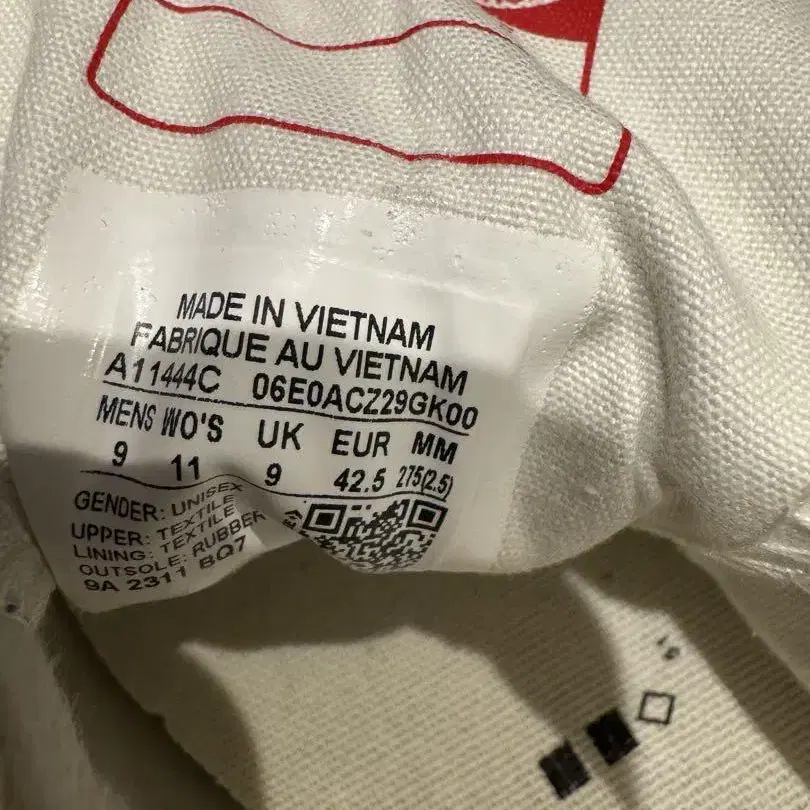 MADE IN VIETNAM
FABRIQUE AU VIETNAM
A11444C 06E0ACZ29GK00
MENS WO'S UK EUR MM
9 11 9 42.5 275(2.5)
GENDER: UNISEX
UPPER: TEXTILE
LINING: TEXTILE
OUTSOLE: RUBBER
9A 2311 BQ7